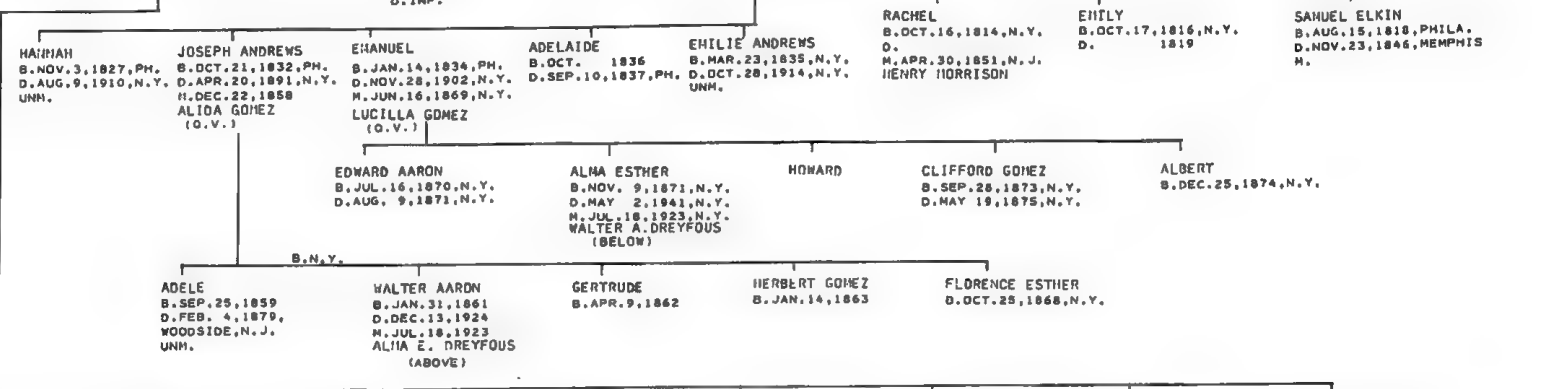 D.INF.
HANNAH
B.NOV.3,1827,PH.
D.AUG.9,1910,N.Y.
UNM.
JOSEPH ANDREWS
B.OCT.21,1832,PH.
D.APR.20,1891,N.Y.
M.DEC.22,1858
ALIDA GOMEZ
(Q.V.)
EMANUEL
B.JAN.14,1834,PH.
D.NOV.28,1902,N.Y.
M.JUN.16,1869,N.Y.
LUCILLA GOMEZ
(Q.V.)
ADELAIDE
B.OCT. 1836
D.SEP.10,1837,PH.
EMILIE ANDREWS
B.MAR.23,1835,N.Y.
D.OCT.28,1914,N.Y.
UNM.
RACHEL
B.OCT.16,1814,N.Y.
D.
M.APR.30,1851,N.J.
HENRY MORRISON
EMILY
B.OCT.17,1816,N.Y.
D. 1819
SAMUEL ELKIN
B.AUG.15,1818,PHILA.
D.NOV.23,1846,MEMPHIS
M.
EDWARD AARON
B.JUL.16,1870,N.Y.
D.AUG. 9,1871,N.Y.
ALMA ESTHER
B.NOV. 9,1871,N.Y.
D.MAY 2,1941,N.Y.
M.JUL.18,1923,N.Y.
WALTER A.DREYFOUS
(BELOW)
HOWARD
CLIFFORD GOMEZ
B.SEP.28,1873,N.Y.
D.MAY 19,1875,N.Y.
ALBERT
B.DEC.25,1874,N.Y.
B.N.Y.
ADELE
B.SEP.25,1859
D.FEB. 4,1879,
WOODSIDE,N.J.
UNM.
WALTER AARON
B.JAN.31,1861
D.DEC.13,1924
M.JUL.18,1923
ALMA E. DREYFOUS
(ABOVE)
GERTRUDE
B.APR.9,1862
HERBERT GOMEZ
B.JAN.14,1863
FLORENCE ESTHER
B.OCT.25,1868,N.Y.